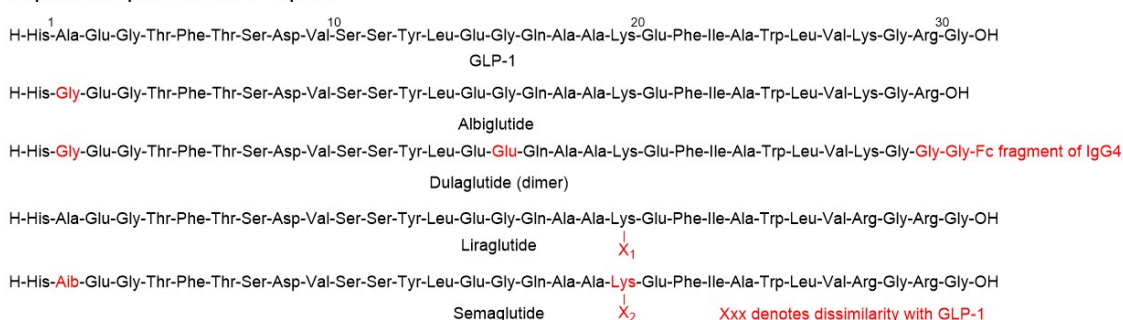 1 10 20 30
H-His-Ala-Glu-Gly-Thr-Phe-Thr-Ser-Asp-Val-Ser-Ser-Tyr-Leu-Glu-Gly-Gln-Ala-Ala-Lys-Glu-Phe-Ile-Ala-Trp-Leu-Val-Lys-Gly-Arg-Gly-OH
GLP-1
H-His-Gly-Glu-Gly-Thr-Phe-Thr-Ser-Asp-Val-Ser-Ser-Tyr-Leu-Glu-Gly-Gln-Ala-Ala-Lys-Glu-Phe-Ile-Ala-Trp-Leu-Val-Lys-Gly-Arg-OH
Albiglutide
H-His-Gly-Glu-Gly-Thr-Phe-Thr-Ser-Asp-Val-Ser-Ser-Tyr-Leu-Glu-Glu-Gln-Ala-Ala-Lys-Glu-Phe-Ile-Ala-Trp-Leu-Val-Lys-Gly-Gly-Gly-Fc fragment of IgG4
Dulaglutide (dimer)
H-His-Ala-Glu-Gly-Thr-Phe-Thr-Ser-Asp-Val-Ser-Ser-Tyr-Leu-Glu-Gly-Gln-Ala-Ala-Lys-Glu-Phe-Ile-Ala-Trp-Leu-Val-Arg-Gly-Arg-Gly-OH
Liraglutide X1
H-His-Aib-Glu-Gly-Thr-Phe-Thr-Ser-Asp-Val-Ser-Ser-Tyr-Leu-Glu-Gly-Gln-Ala-Ala-Lys-Glu-Phe-Ile-Ala-Trp-Leu-Val-Arg-Gly-Arg-Gly-OH
Semaglutide X2 Xxx denotes dissimilarity with GLP-1